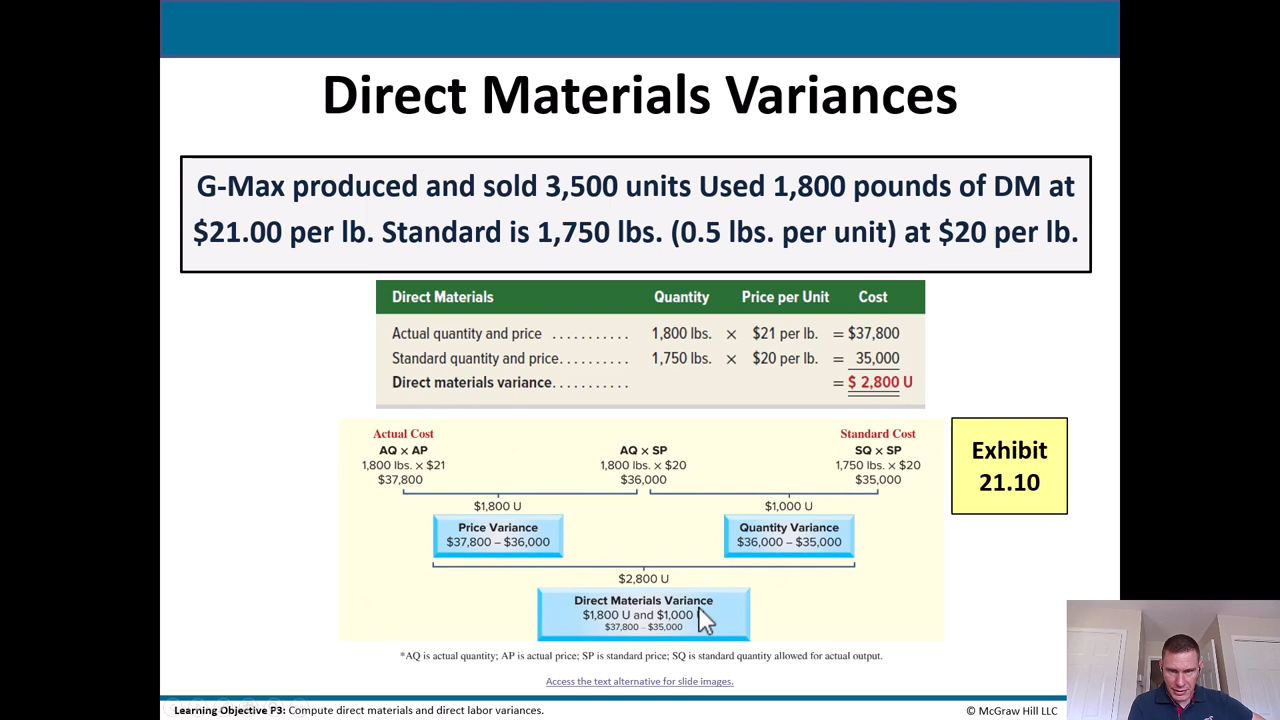 Direct Materials Variances
G-Max produced and sold 3,500 units Used 1,800 pounds of DM at
$21.00 per lb. Standard is 1,750 lbs. (0.5 lbs. per unit) at $20 per lb.
Direct Materials Quantity Price per Unit Cost
Actual quantity and price ........... 1,800 lbs. × $21 per lb. = $37,800
Standard quantity and price.......... 1,750 lbs. × $20 per lb. = 35,000
Direct materials variance........... = $ 2,800 U
Actual Cost Standard Cost
AQ × AP AQ × SP SQ × SP
1,800 lbs. × $21 1,800 lbs. × $20 1,750 lbs. × $20
$37,800 $36,000 $35,000
$1,800 U $1,000 U
Price Variance Quantity Variance
$37,800 – $36,000 $36,000 – $35,000
$2,800 U
Direct Materials Variance
$1,800 U and $1,000
$37,800 – $35,000
Exhibit
21.10
*AQ is actual quantity; AP is actual price; SP is standard price; SQ is standard quantity allowed for actual output.
Access the text alternative for slide images.
Learning Objective P3: Compute direct materials and direct labor variances. © McGraw Hill LLC